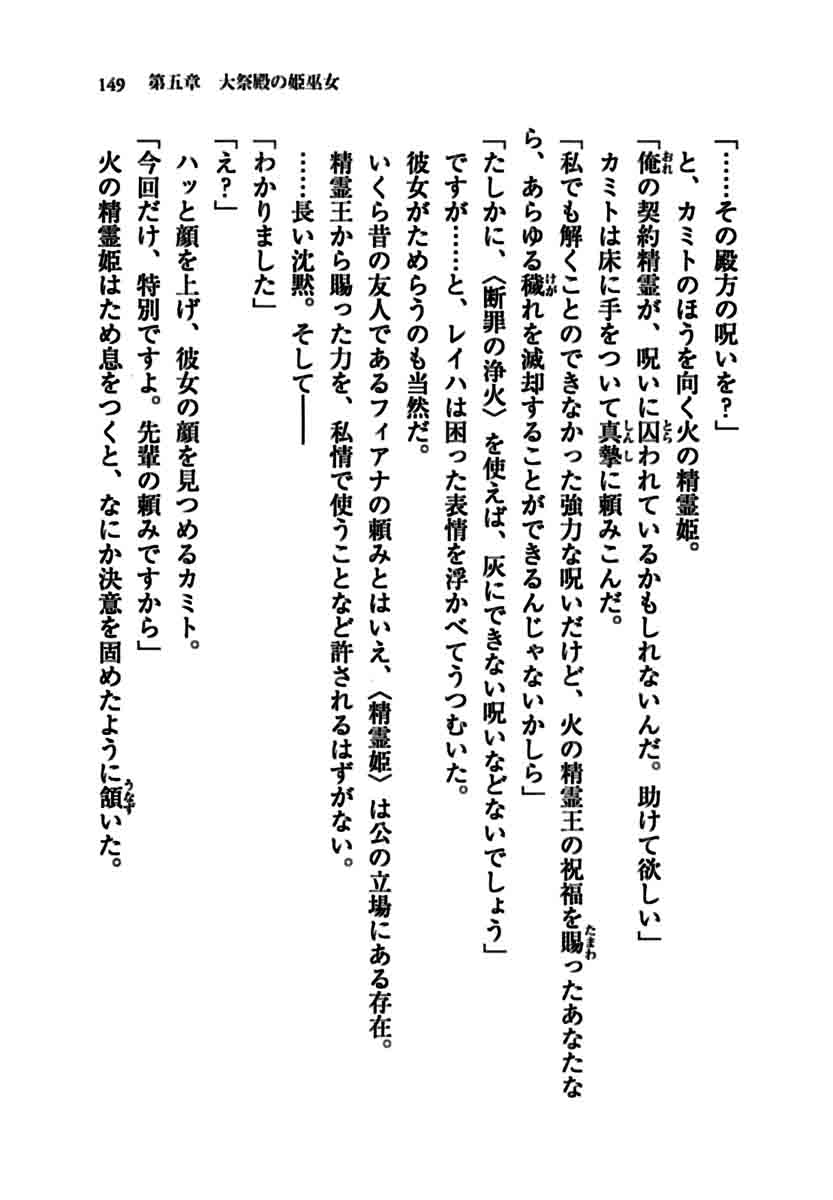 149 第五章 大祭殿の姫巫女
「……その殿方の呪いを？」
と、カミトのほうを向く火の精霊姫。
「俺の契約精霊が、呪いに囚われているかもしれないんだ。助けて欲しい」
カミトは床に手をついて真摯に頼みこんだ。
「私でも解くことのできなかった強力な呪いだけど、火の精霊王の祝福を賜ったあなたな
ら、あらゆる穢れを滅却することができるんじゃないかしら」
「たしかに、〈断罪の浄火〉を使えば、灰にできない呪いなどないでしょう」
ですが……と、レイハは困った表情を浮かべてうつむいた。
彼女がためらうのも当然だ。
いくら昔の友人であるフィアナの頼みとはいえ、〈精霊姫〉は公の立場にある存在。
精霊王から賜った力を、私情で使うことなど許されるはずがない。
……長い沈黙。そして――
「わかりました」
「え？」
ハッと顔を上げ、彼女の顔を見つめるカミト。
「今回だけ、特別ですよ。先輩の頼みですから」
火の精霊姫はため息をつくと、なにか決意を固めたように頷いた。